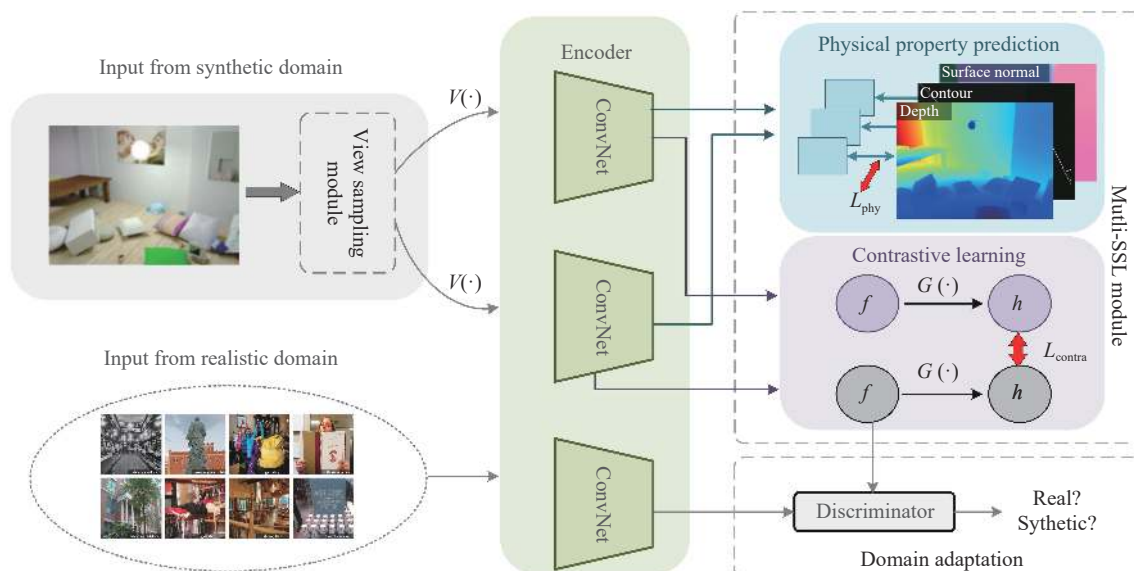 Input from synthetic domain
View sampling
module
V(·)
V(·)
Input from realistic domain
Encoder
ConvNet
ConvNet
ConvNet
Physical property prediction
Surface normal
Contour
Depth
L_phy
Contrastive learning
f
G (·)
h
L_contra
f
G (·)
h
Mutli-SSL module
Discriminator
Real?
Sythetic?
Domain adaptation